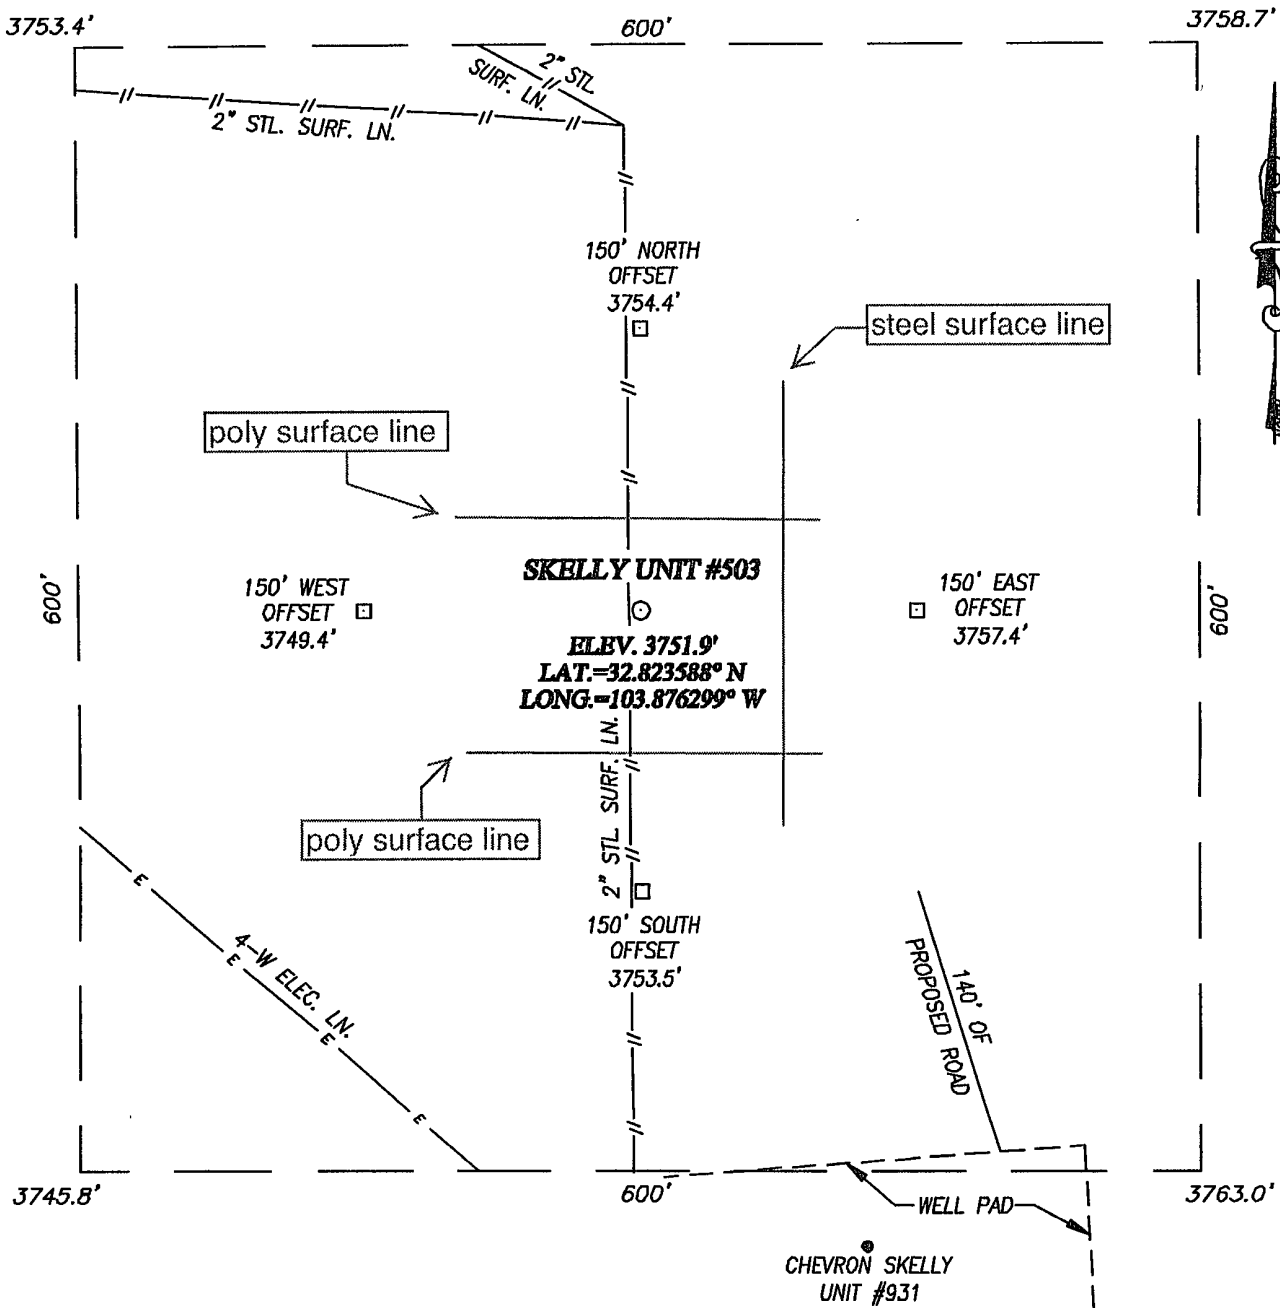 3753.4'
600'
3758.7'
2" STL
SURF. LN.
2" STL. SURF. LN.
150' NORTH
OFFSET
3754.4'
steel surface line
poly surface line
SKELLY UNIT #503
600'
150' WEST
OFFSET
3749.4'
150' EAST
OFFSET
3757.4'
600'
ELEV. 3751.9'
LAT.=32.823588° N
LONG.=103.876299° W
2" STL SURF. LN.
poly surface line
150' SOUTH
OFFSET
3753.5'
E
4-W ELEC. LN.
E
E
E
140' OF
PROPOSED ROAD
3745.8'
600'
3763.0'
WELL PAD
CHEVRON SKELLY
UNIT #931